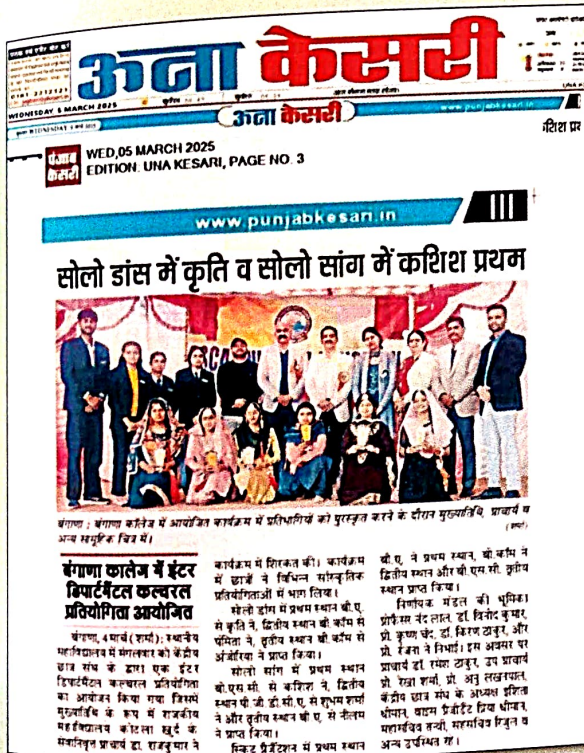 ऊना केसरी
WEDNESDAY, 5 MARCH 2025
ऊना केसरी
www.punjabkesari.in
पंजाब केसरी
WED,05 MARCH 2025
EDITION: UNA KESARI, PAGE NO. 3
www.punjabkesari.in
III
सोलो डांस में कृति व सोलो सांग में कशिश प्रथम
बंगाणा : बंगाणा कालेज में आयोजित कार्यक्रम में प्रतिभागियों को पुरस्कृत करने के दौरान मुख्यातिथि, प्राचार्य व
अन्य सामूहिक चित्र में।
(शर्मा)
बंगाणा कालेज में इंटर
डिपार्टमैंटल कल्चरल
प्रतियोगिता आयोजित
बंगाणा, 4 मार्च (शर्मा): स्थानीय
महाविद्यालय में मंगलवार को केंद्रीय
छात्र संघ के द्वारा एक इंटर
डिपार्टमैंटल कल्चरल प्रतियोगिता
का आयोजन किया गया जिसमें
मुख्यातिथि के रूप में राजकीय
महाविद्यालय कोटला खुर्द के
सेवानिवृत्त प्राचार्य डा. राजकुमार ने
कार्यक्रम में शिरकत की। कार्यक्रम
में छात्रों ने विभिन्न सांस्कृतिक
प्रतियोगिताओं में भाग लिया।
सोलो डांस में प्रथम स्थान बी.ए.
से कृति ने, द्वितीय स्थान बी कॉम से
ने, तृतीय स्थान बी कॉम से
ने प्राप्त किया।
सोलो सांग में प्रथम स्थान
बी.एस.सी. से कशिश ने, द्वितीय
स्थान पी.जी.डी.सी.ए. से शुभम शर्मा
ने और तृतीय स्थान बी ए. से नीलम
ने प्राप्त किया।
स्किट प्रैजेंटेशन में प्रथम स्थान
बी.ए. ने प्रथम स्थान, बी.कॉम ने
द्वितीय स्थान और बी.एस.सी. तृतीय
स्थान प्राप्त किया।
निर्णायक मंडल की भूमिका
प्रोफैसर नंद लाल, डॉ. विनोद कुमार,
प्रो. कृष्ण चंद, डॉ. किरण ठाकुर, और
प्रो. रंजना ने निभाई। इस अवसर पर
प्राचार्य डॉ. रमेश ठाकुर, उप प्राचार्य
प्रो. रेखा शर्मा, प्रो. अनु लखनपाल,
केंद्रीय छात्र संघ के अध्यक्ष इशिता
धीमान, वाइस प्रैजीडैंट प्रिया धीमान,
महासचिव तन्वी, सहसचिव रिजुन व
अन्य उपस्थित रहे।